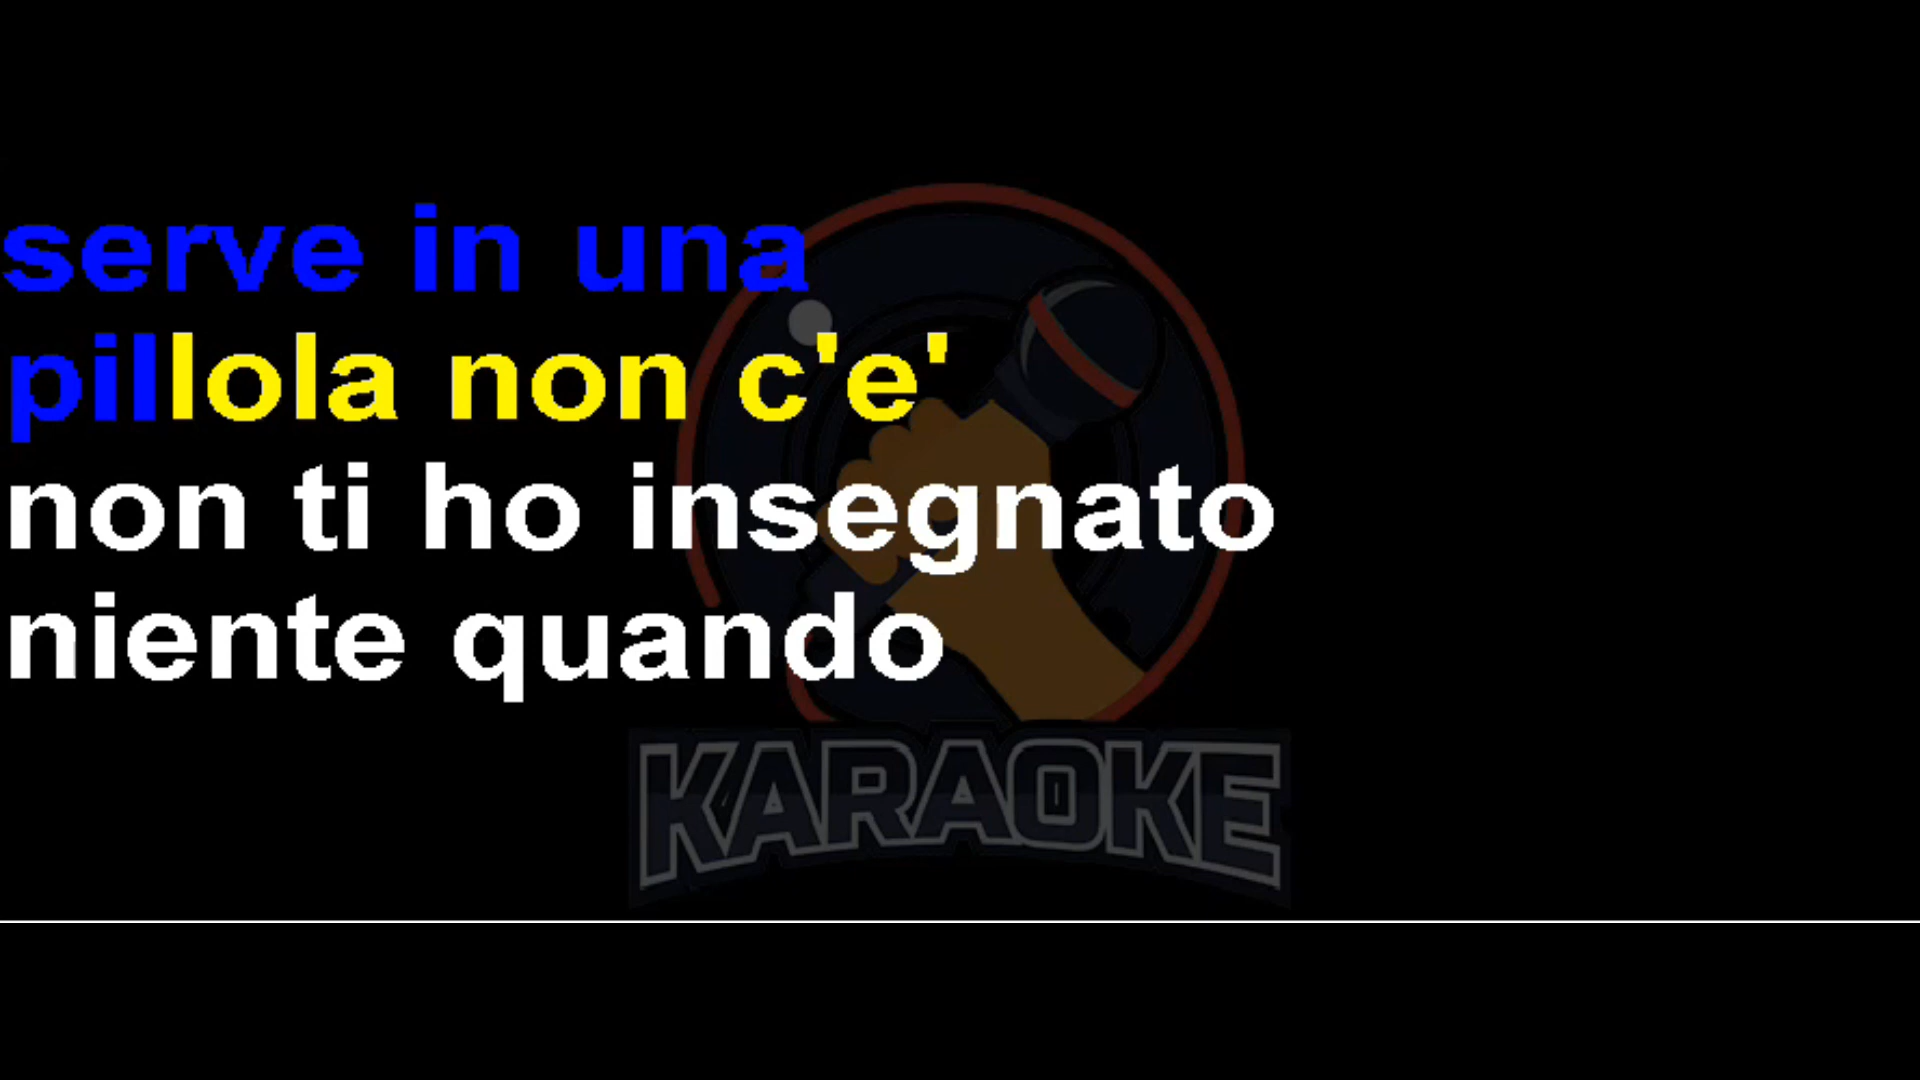 serve in una
pillola non c'e'
non ti ho insegnato
niente quando
KARAOKE